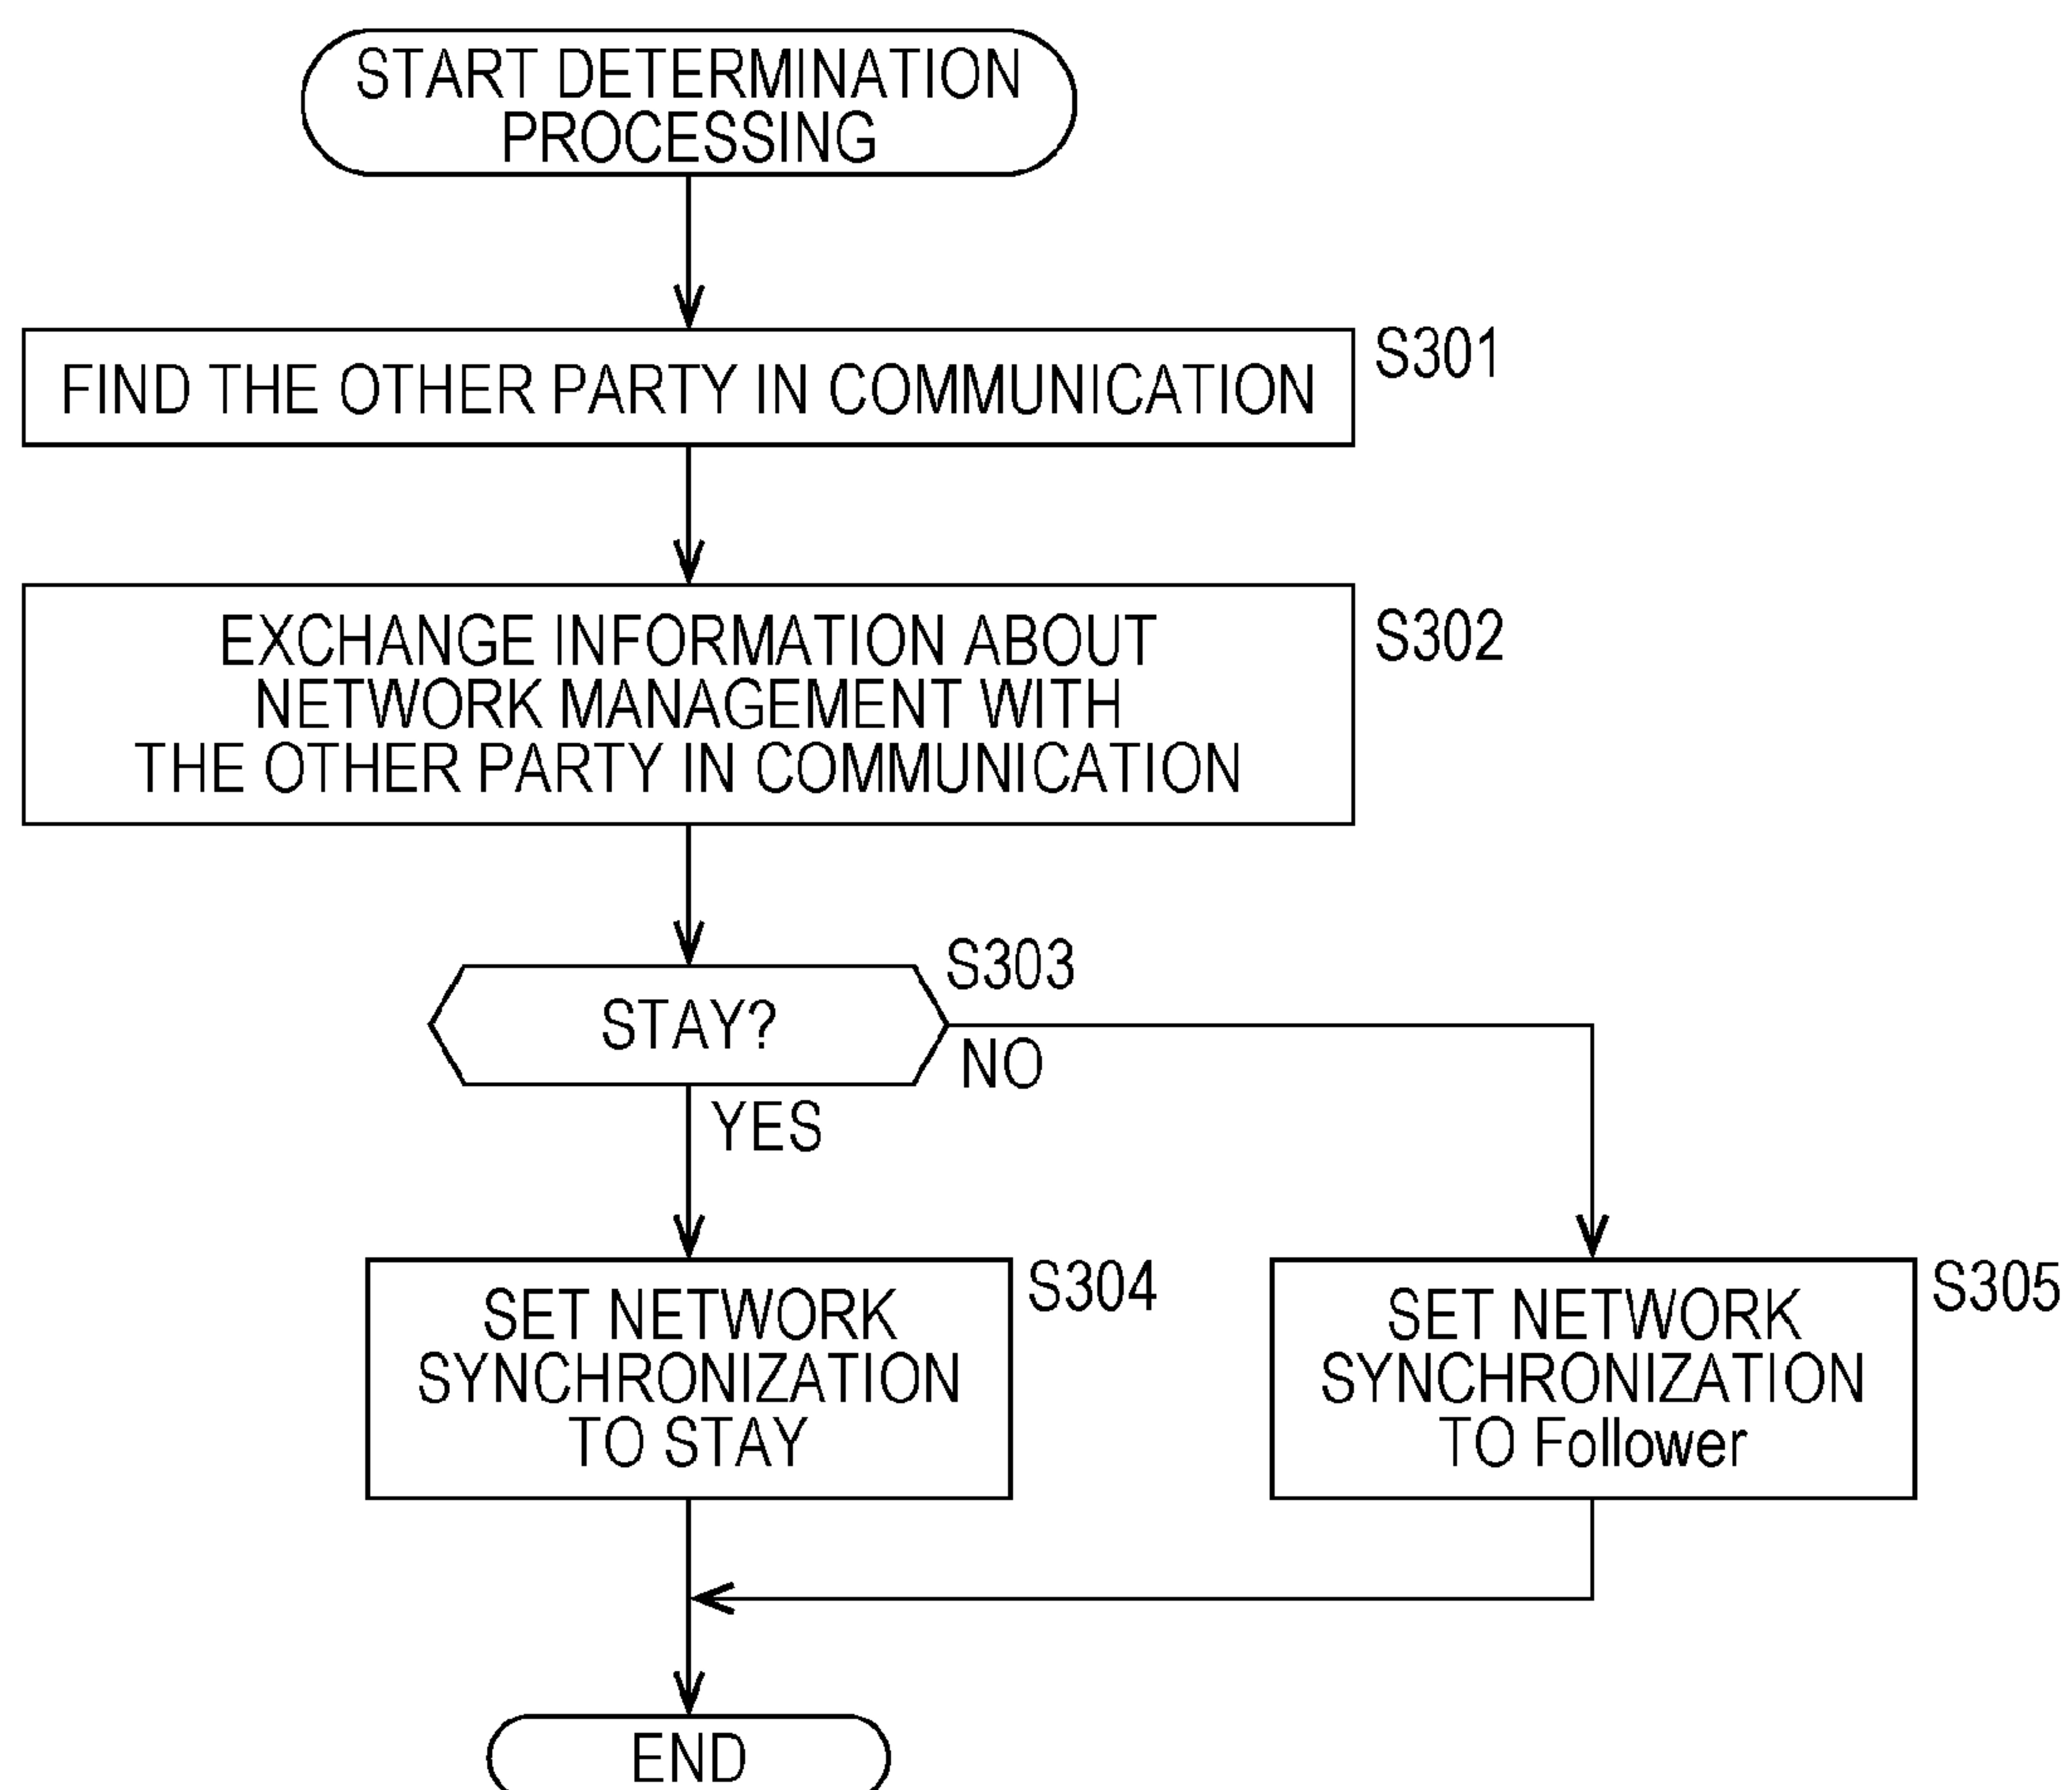 START DETERMINATION
PROCESSING
FIND THE OTHER PARTY IN COMMUNICATION
S301
EXCHANGE INFORMATION ABOUT
NETWORK MANAGEMENT WITH
THE OTHER PARTY IN COMMUNICATION
S302
STAY?
S303
NO
YES
SET NETWORK
SYNCHRONIZATION
TO STAY
S304
SET NETWORK
SYNCHRONIZATION
TO Follower
S305
END